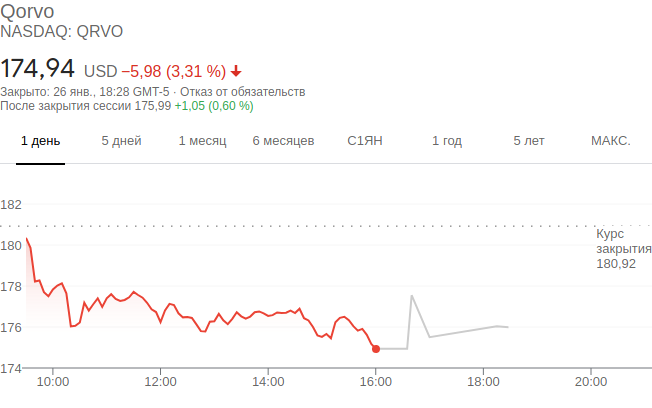 Qorvo
NASDAQ: QRVO
174,94 USD −5,98 (3,31 %)
Закрыто: 26 янв., 18:28 GMT-5 · Отказ от обязательств
После закрытия сессии 175,99 +1,05 (0,60 %)
1 день 5 дней 1 месяц 6 месяцев С1ЯН 1 год 5 лет МАКС.
182
180
178
176
174
Курс
закрытия
180,92
10:00 12:00 14:00 16:00 18:00 20:00